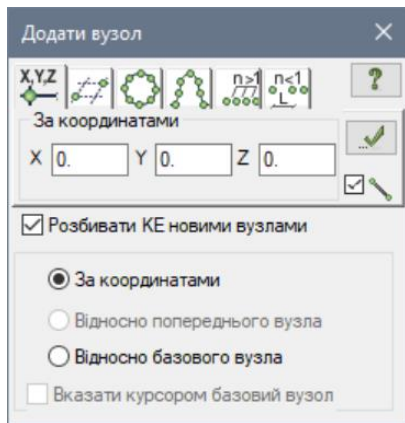 Додати вузол
X,Y,Z n>1 n<1 L ?
За координатами
X 0. Y 0. Z 0.
Розбивати КЕ новими вузлами
За координатами
Відносно попереднього вузла
Відносно базового вузла
Вказати курсором базовий вузол